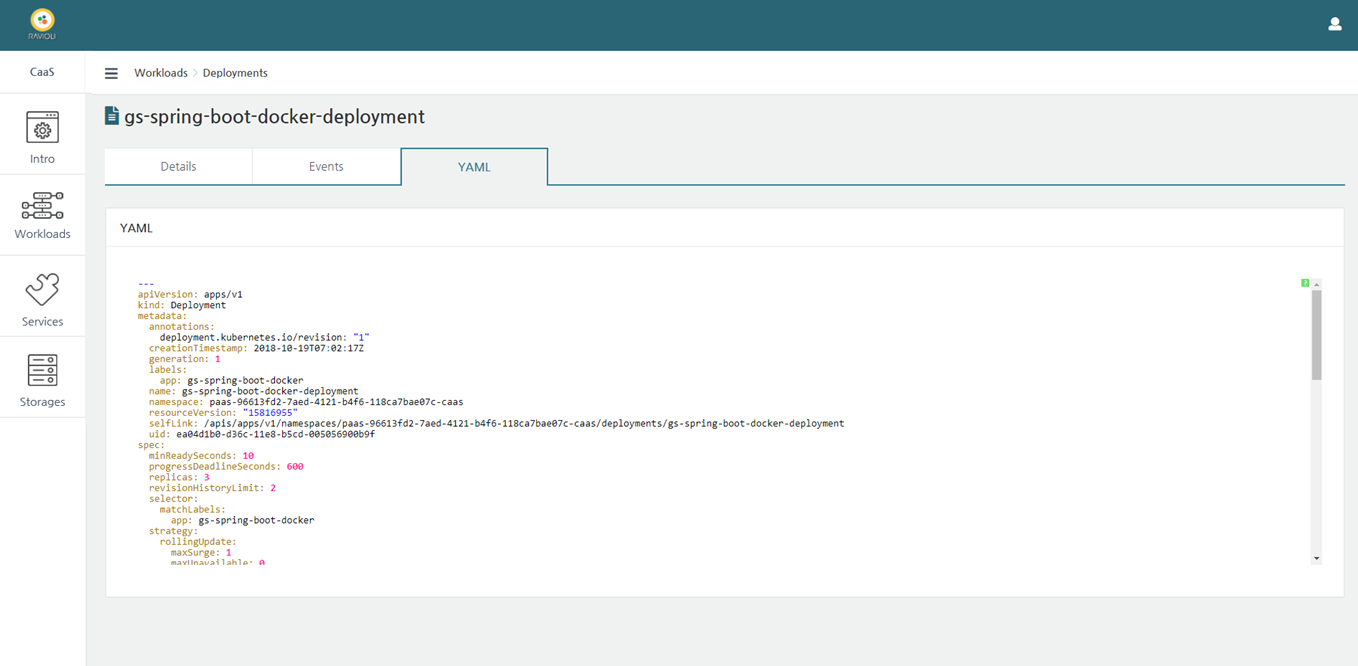 RAVIOLI
CaaS
Workloads > Deployments
Intro
Workloads
Services
Storages
gs-spring-boot-docker-deployment
Details Events YAML
YAML
---
apiVersion: apps/v1
kind: Deployment
metadata:
  annotations:
    deployment.kubernetes.io/revision: "1"
  creationTimestamp: 2018-10-19T07:02:17Z
  generation: 1
  labels:
    app: gs-spring-boot-docker
  name: gs-spring-boot-docker-deployment
  namespace: paas-96613fd2-7aed-4121-b4f6-118ca7bae07c-caas
  resourceVersion: "15816955"
  selfLink: /apis/apps/v1/namespaces/paas-96613fd2-7aed-4121-b4f6-118ca7bae07c-caas/deployments/gs-spring-boot-docker-deployment
  uid: ea04d1b0-d36c-11e8-b5cd-005056900b9f
spec:
  minReadySeconds: 10
  progressDeadlineSeconds: 600
  replicas: 3
  revisionHistoryLimit: 2
  selector:
    matchLabels:
      app: gs-spring-boot-docker
  strategy:
    rollingUpdate:
      maxSurge: 1
      maxUnavailable: 0
?